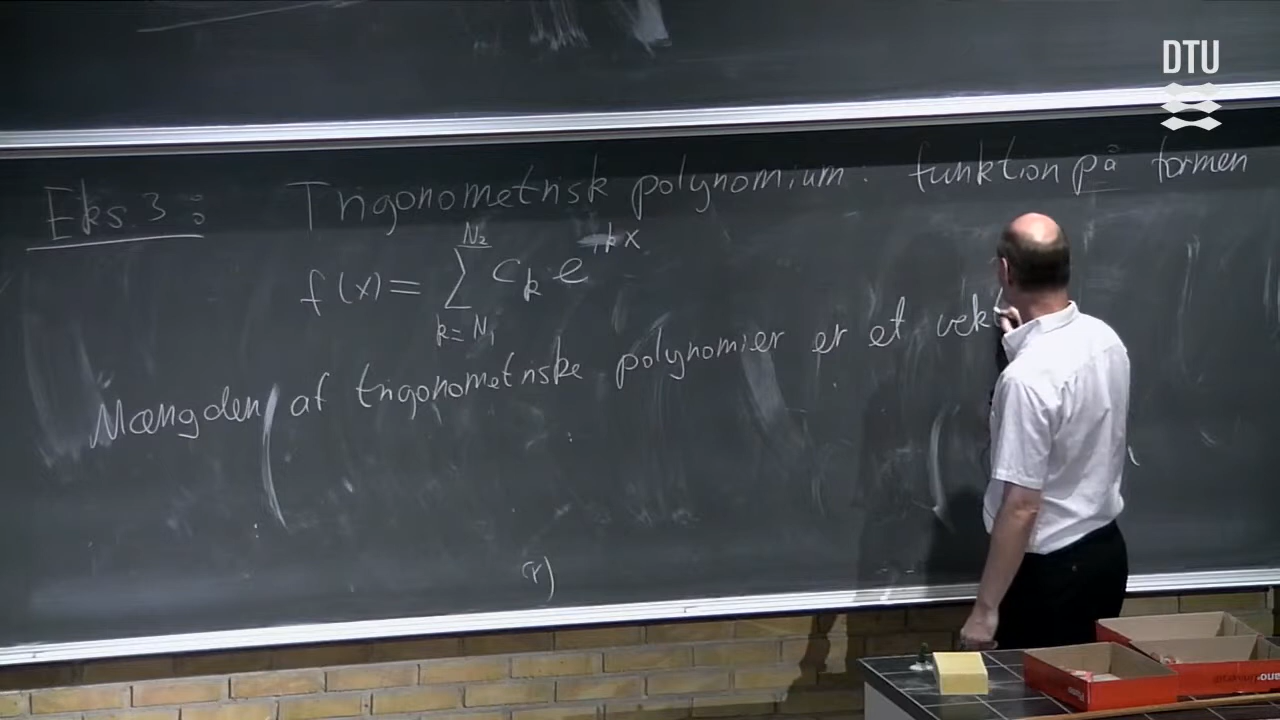 DTU
Eks. 3: Trigonometrisk polynomium: funktion på formen
f(x) = ∑_{k=N₁}^{N₂} c_k e^{ikx}
Mængden af trigonometriske polynomier er et vek